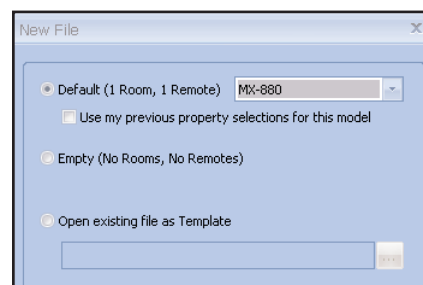 New File
x
Default (1 Room, 1 Remote) MX-880
Use my previous property selections for this model
Empty (No Rooms, No Remotes)
Open existing file as Template
...